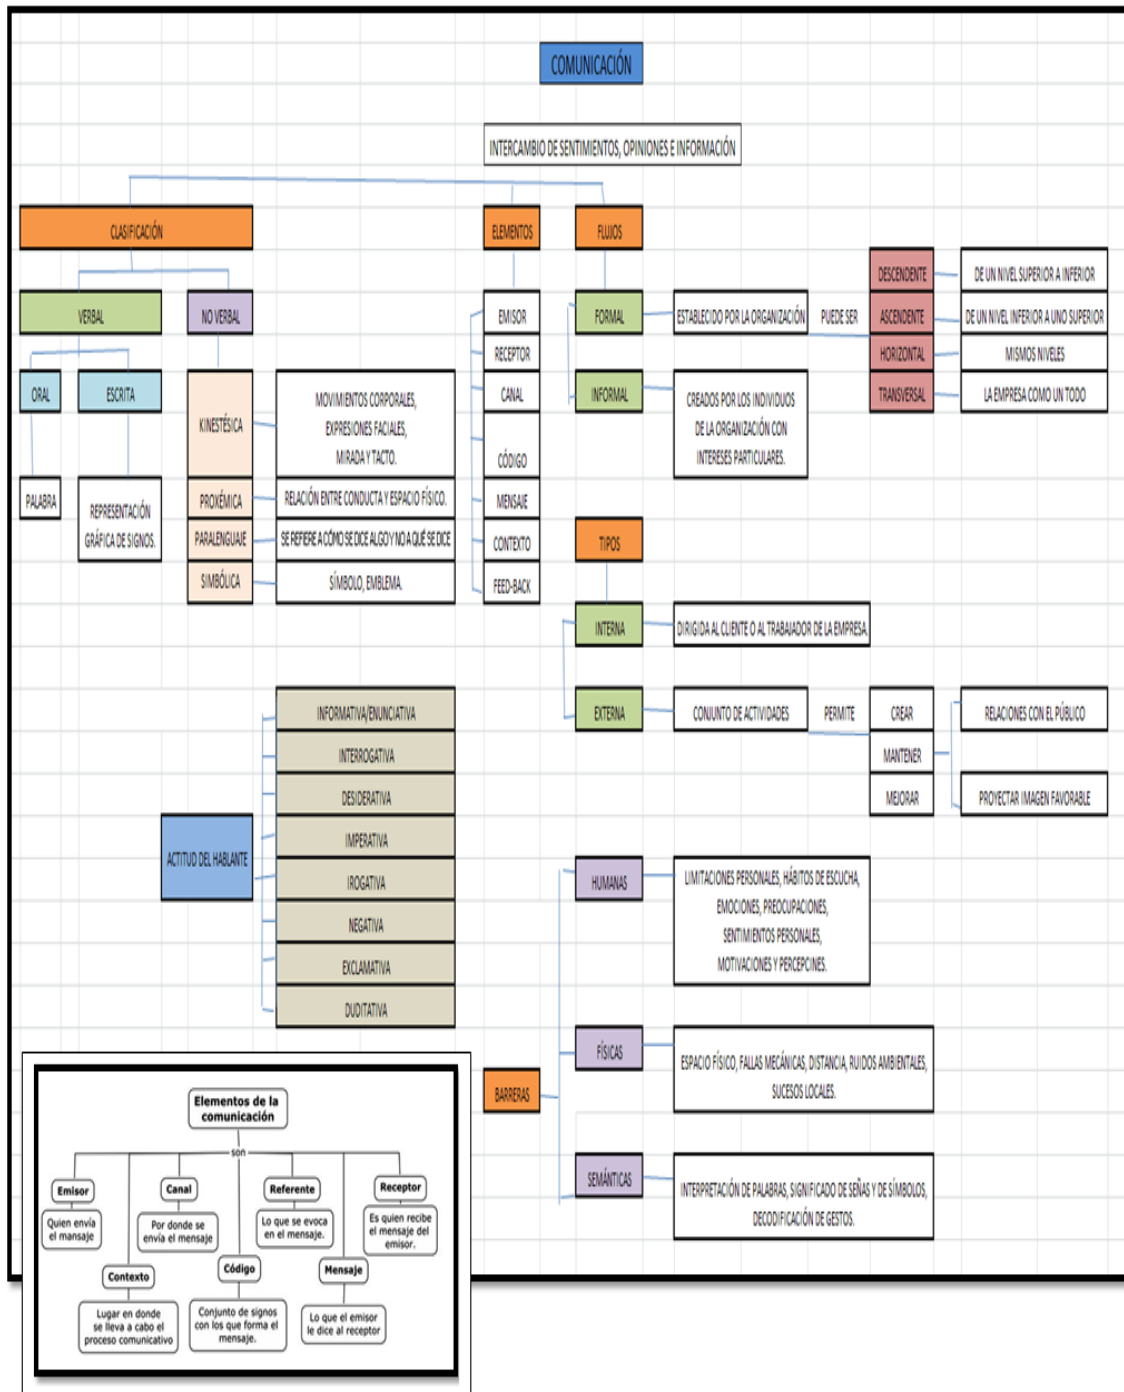 COMUNICACIÓN
INTERCAMBIO DE SENTIMIENTOS, OPINIONES E INFORMACIÓN
CLASIFICACIÓN
VERBAL
NO VERBAL
ORAL
ESCRITA
PALABRA
REPRESENTACIÓN
GRÁFICA DE SIGNOS.
KINESTÉSICA
MOVIMIENTOS CORPORALES,
EXPRESIONES FACIALES,
MIRADA Y TACTO.
PROXÉMICA
RELACIÓN ENTRE CONDUCTA Y ESPACIO FÍSICO.
PARALENGUAJE
SE REFIERE A CÓMO SE DICE ALGO Y NO A QUÉ SE DICE
SIMBÓLICA
SÍMBOLO, EMBLEMA.
ELEMENTOS
EMISOR
RECEPTOR
CANAL
CÓDIGO
MENSAJE
CONTEXTO
FEED-BACK
FLUJOS
FORMAL
ESTABLECIDO POR LA ORGANIZACIÓN
PUEDE SER
DESCENDENTE
DE UN NIVEL SUPERIOR A INFERIOR
ASCENDENTE
DE UN NIVEL INFERIOR A UNO SUPERIOR
HORIZONTAL
MISMOS NIVELES
TRANSVERSAL
LA EMPRESA COMO UN TODO
INFORMAL
CREADOS POR LOS INDIVIDUOS
DE LA ORGANIZACIÓN CON
INTERESES PARTICULARES.
TIPOS
INTERNA
DIRIGIDA AL CLIENTE O AL TRABAJADOR DE LA EMPRESA.
EXTERNA
CONJUNTO DE ACTIVIDADES
PERMITE
CREAR
MANTENER
MEJORAR
RELACIONES CON EL PÚBLICO
PROYECTAR IMAGEN FAVORABLE
ACTITUD DEL HABLANTE
INFORMATIVA/ENUNCIATIVA
INTERROGATIVA
DESIDERATIVA
IMPERATIVA
IROGATIVA
NEGATIVA
EXCLAMATIVA
DUDITATIVA
BARRERAS
HUMANAS
LIMITACIONES PERSONALES, HÁBITOS DE ESCUCHA,
EMOCIONES, PREOCUPACIONES,
SENTIMIENTOS PERSONALES,
MOTIVACIONES Y PERCEPCINES.
FÍSICAS
ESPACIO FÍSICO, FALLAS MECÁNICAS, DISTANCIA, RUIDOS AMBIENTALES,
SUCESOS LOCALES.
SEMÁNTICAS
INTERPRETACIÓN DE PALABRAS, SIGNIFICADO DE SEÑAS Y DE SÍMBOLOS,
DECODIFICACIÓN DE GESTOS.
Elementos de la
comunicación
son
Emisor
Quien envía
el mansaje
Canal
Por donde se
envía el mensaje
Referente
Lo que se evoca
en el mensaje.
Receptor
Es quien recibe
el mensaje del
emisor.
Contexto
Lugar en donde
se lleva a cabo el
proceso comunicativo
Código
Conjunto de signos
con los que forma el
mensaje.
Mensaje
Lo que el emisor
le dice al receptor